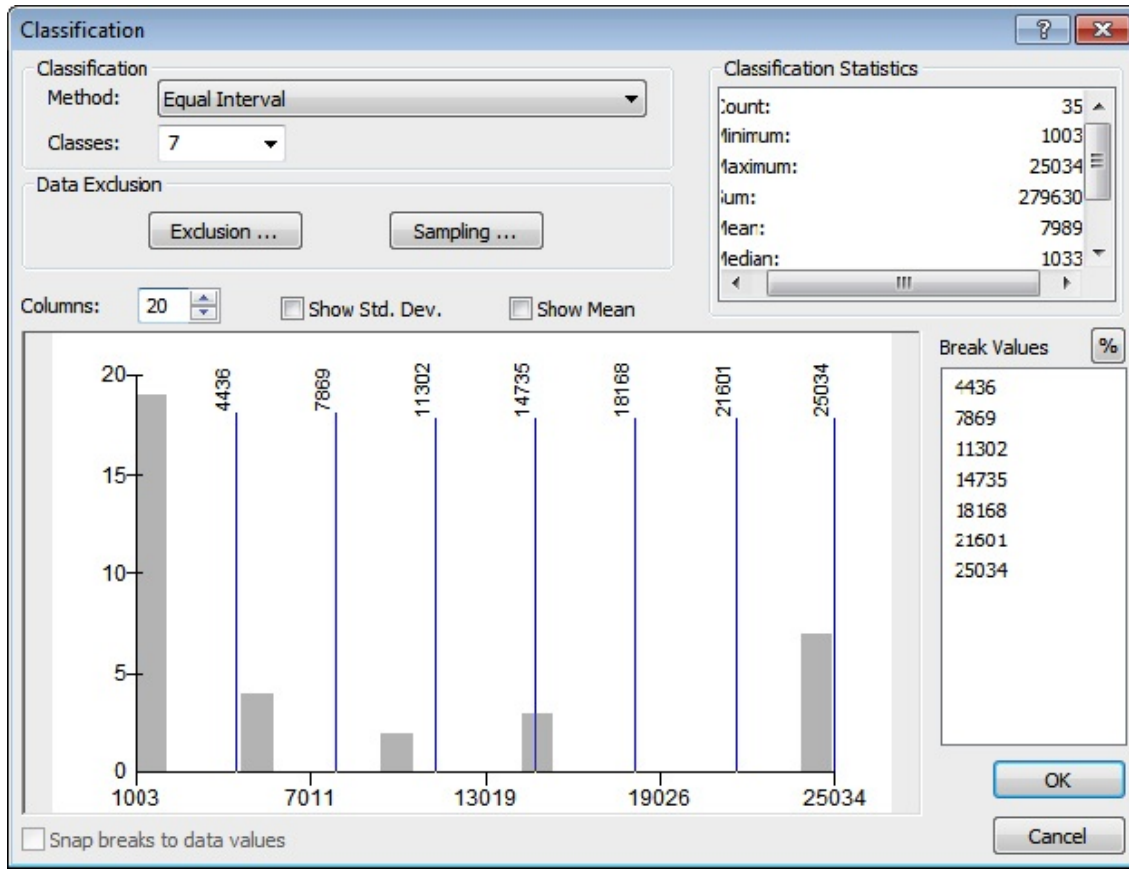 Classification
Classification
Method: Equal Interval
Classes: 7
Data Exclusion
Exclusion ...
Sampling ...
Classification Statistics
Count: 35
Minimum: 1003
Maximum: 25034
Sum: 279630
Mean: 7989
Median: 1033
Columns: 20
Show Std. Dev.
Show Mean
Break Values
%
4436
7869
11302
14735
18168
21601
25034
20
15
10
5
0
4436
7869
11302
14735
18168
21601
25034
1003
7011
13019
19026
25034
OK
Cancel
Snap breaks to data values